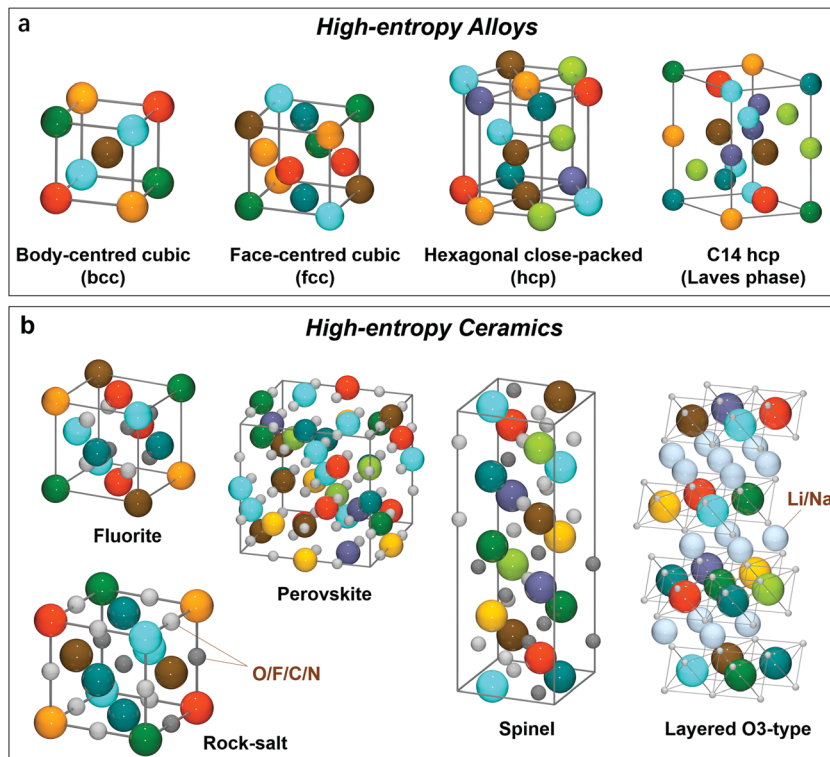 a
High-entropy Alloys
Body-centred cubic
(bcc)
Face-centred cubic
(fcc)
Hexagonal close-packed
(hcp)
C14 hcp
(Laves phase)
b
High-entropy Ceramics
Fluorite
Perovskite
Li/Na
O/F/C/N
Rock-salt
Spinel
Layered O3-type